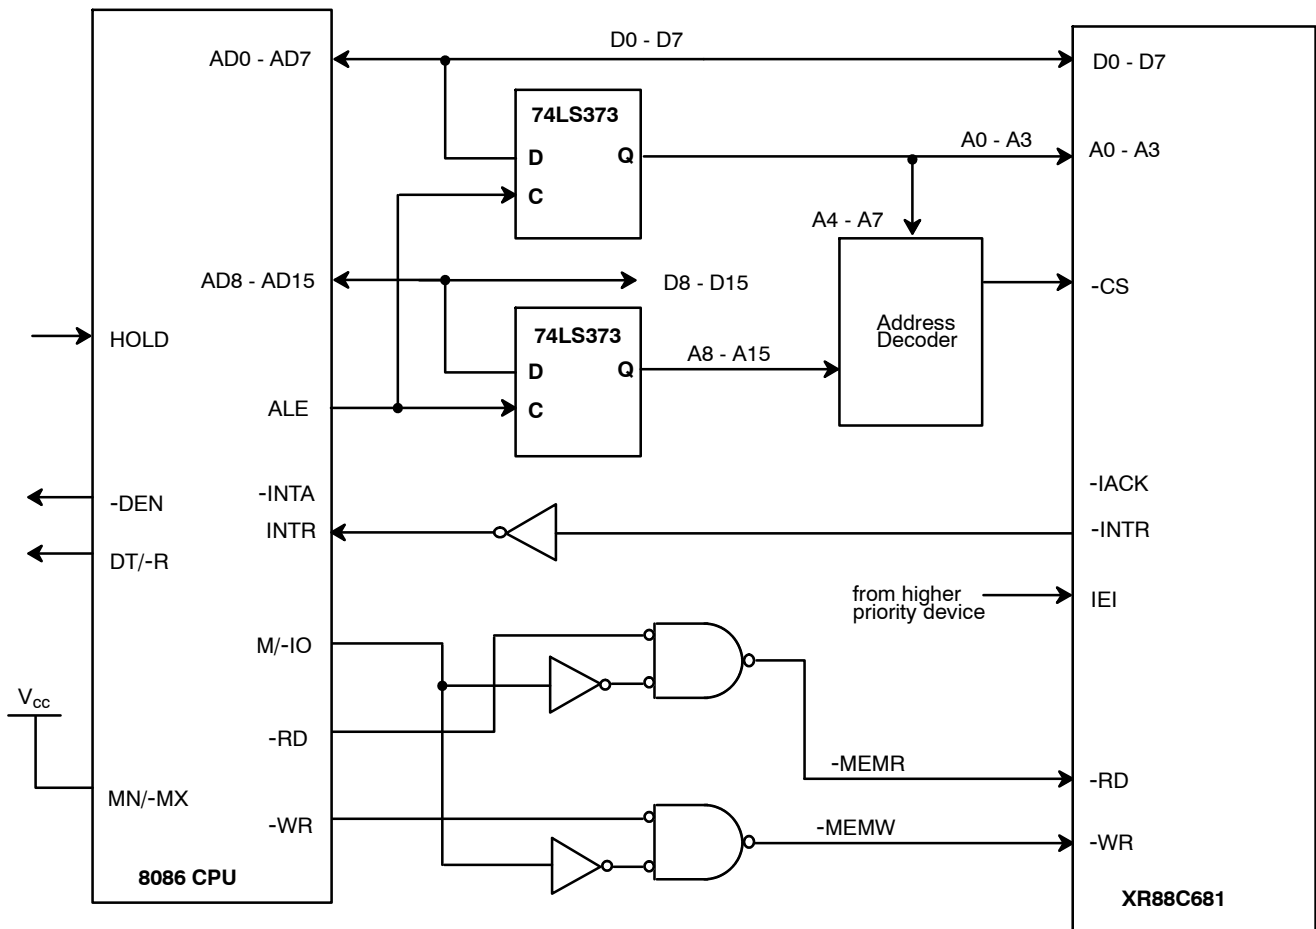 AD0 - AD7
D0 - D7
D0 - D7
74LS373
D
Q
C
A0 - A3
A0 - A3
A4 - A7
AD8 - AD15
D8 - D15
-CS
Address
Decoder
HOLD
74LS373
D
Q
C
A8 - A15
ALE
-DEN
-INTA
-IACK
INTR
-INTR
DT/-R
from higher
priority device
IEI
M/-IO
Vcc
-RD
-MEMR
-RD
MN/-MX
-WR
-MEMW
-WR
8086 CPU
XR88C681